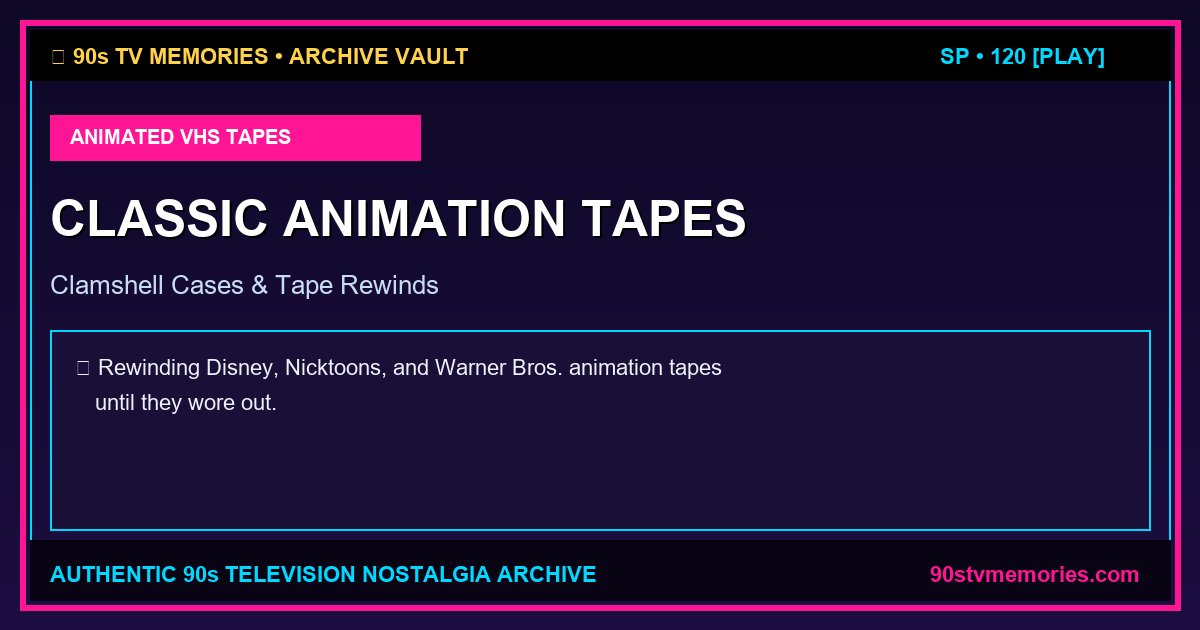 90s TV MEMORIES • ARCHIVE VAULT
SP • 120 [PLAY]
ANIMATED VHS TAPES
CLASSIC ANIMATION TAPES
Clamshell Cases & Tape Rewinds
Rewinding Disney, Nicktoons, and Warner Bros. animation tapes
until they wore out.
AUTHENTIC 90s TELEVISION NOSTALGIA ARCHIVE
90stvmemories.com